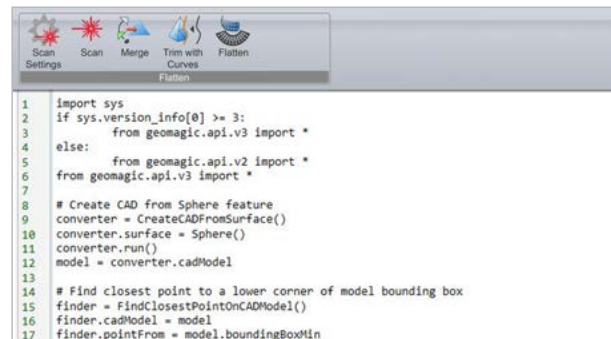 Scan Settings
Scan
Merge
Trim with Curves
Flatten
Flatten
1 import sys
2 if sys.version_info[0] >= 3:
3 from geomagic.api.v3 import *
4 else:
5 from geomagic.api.v2 import *
6 from geomagic.api.v3 import *
7
8 # Create CAD from Sphere feature
9 converter = CreateCADFromSurface()
10 converter.surface = Sphere()
11 converter.run()
12 model = converter.cadModel
13
14 # Find closest point to a lower corner of model bounding box
15 finder = FindClosestPointOnCADModel()
16 finder.cadModel = model
17 finder.pointFrom = model.boundingBoxMin